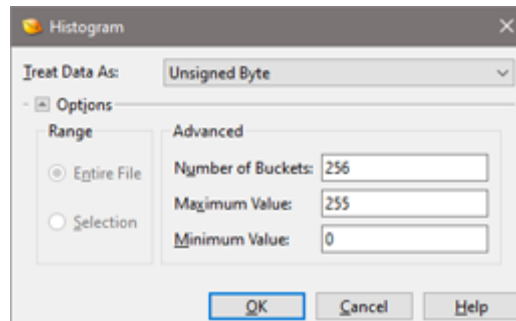 Histogram
Treat Data As: Unsigned Byte
Options
Range
Entire File
Selection
Advanced
Number of Buckets: 256
Maximum Value: 255
Minimum Value: 0
OK Cancel Help